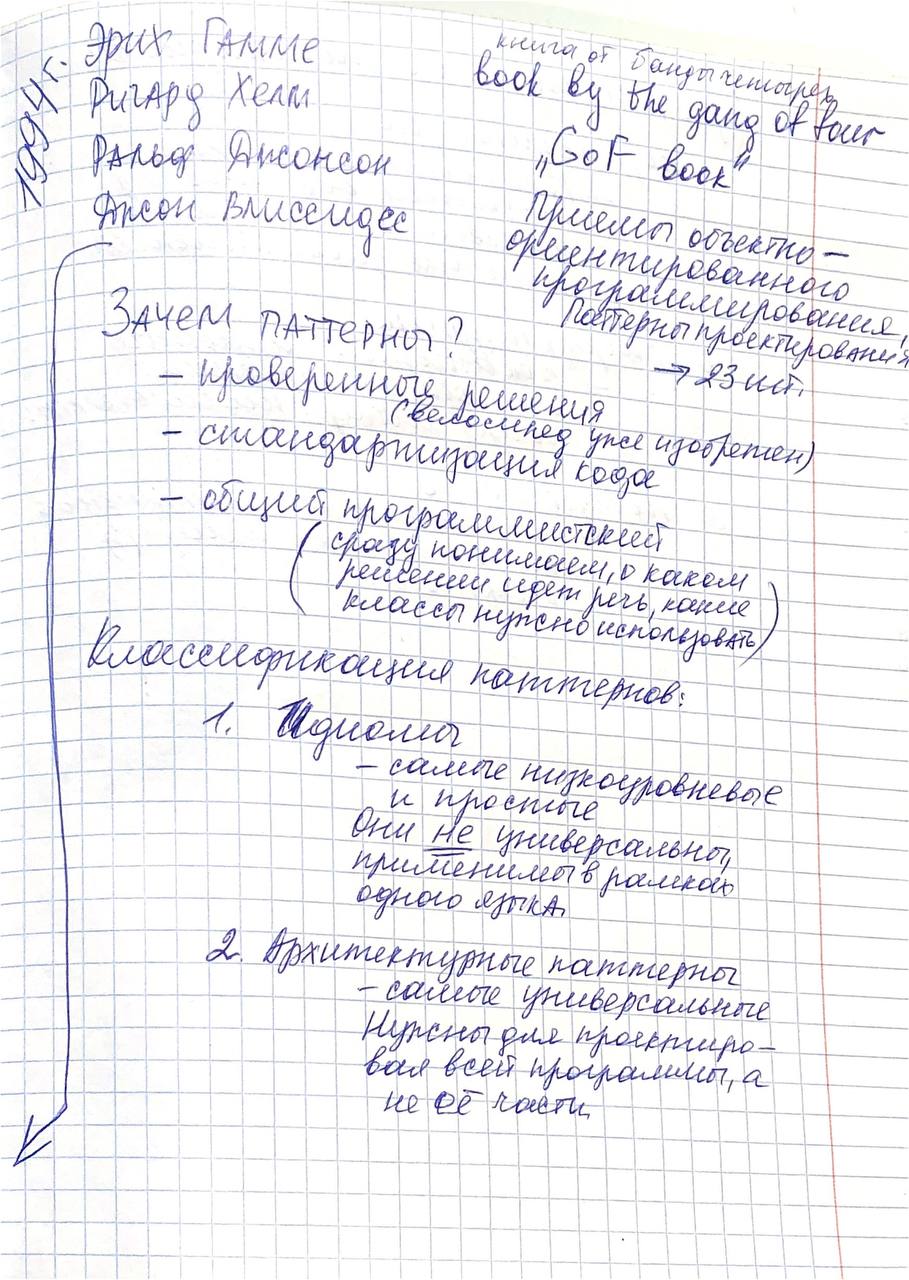 1994 г.
Эрих Гамме
Ричард Хелм
Ральф Джонсон
Джон Влиссидес
книга от банды четырех
book by the gang of four
„GoF book"
Приемы объектно-
ориентированного
программирования,
Паттерны проектирования
→ 23 шт.
Зачем паттерны?
- проверенные решения
(велосипед уже изобретен)
- стандартизация кода
- общий программистский
(сразу понимаем, о каком
решении идет речь, какие
классы нужно использовать)
Классификация паттернов:
1. Идиомы
- самые низкоуровневые
и простые
Они не универсальны,
применимы в рамках
одного языка.
2. Архитектурные паттерны
- самые универсальные
Нужны для проектиро-
вая всей программы, а
не её части.